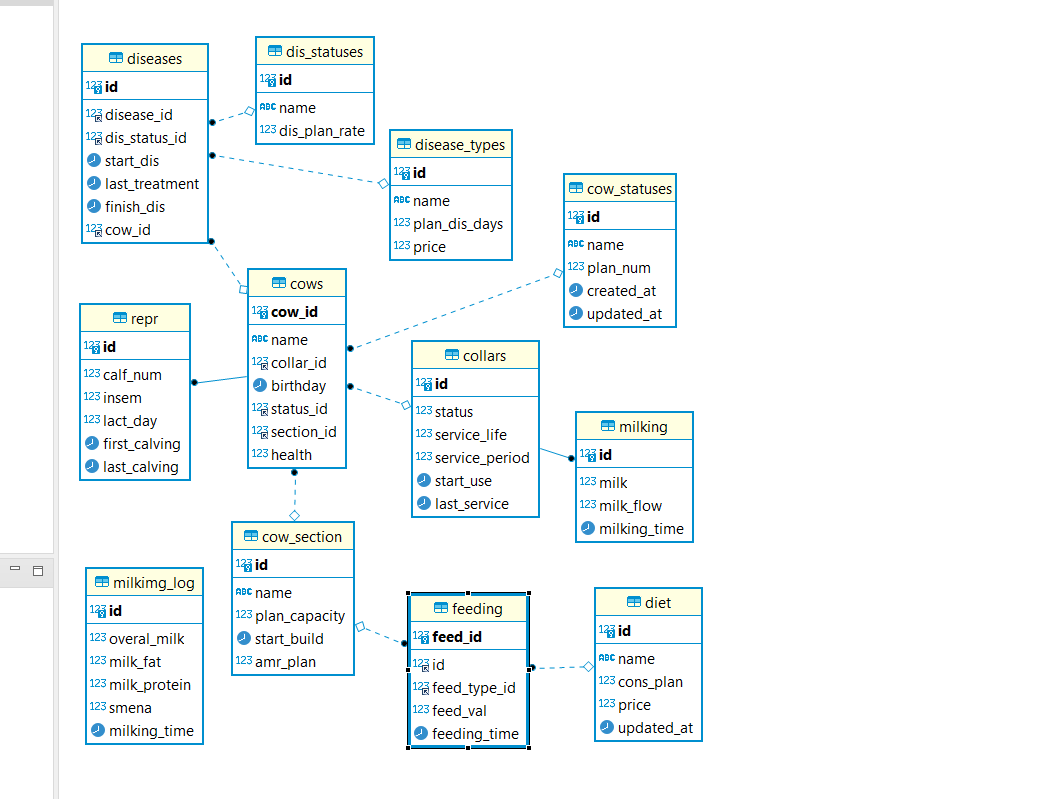 diseases
id
disease_id
dis_status_id
start_dis
last_treatment
finish_dis
cow_id
dis_statuses
id
name
dis_plan_rate
disease_types
id
name
plan_dis_days
price
cow_statuses
id
name
plan_num
created_at
updated_at
cows
cow_id
name
collar_id
birthday
status_id
section_id
health
repr
id
calf_num
insem
lact_day
first_calving
last_calving
collars
id
status
service_life
service_period
start_use
last_service
milking
id
milk
milk_flow
milking_time
cow_section
id
name
plan_capacity
start_build
amr_plan
milkimg_log
id
overal_milk
milk_fat
milk_protein
smena
milking_time
feeding
feed_id
id
feed_type_id
feed_val
feeding_time
diet
id
name
cons_plan
price
updated_at